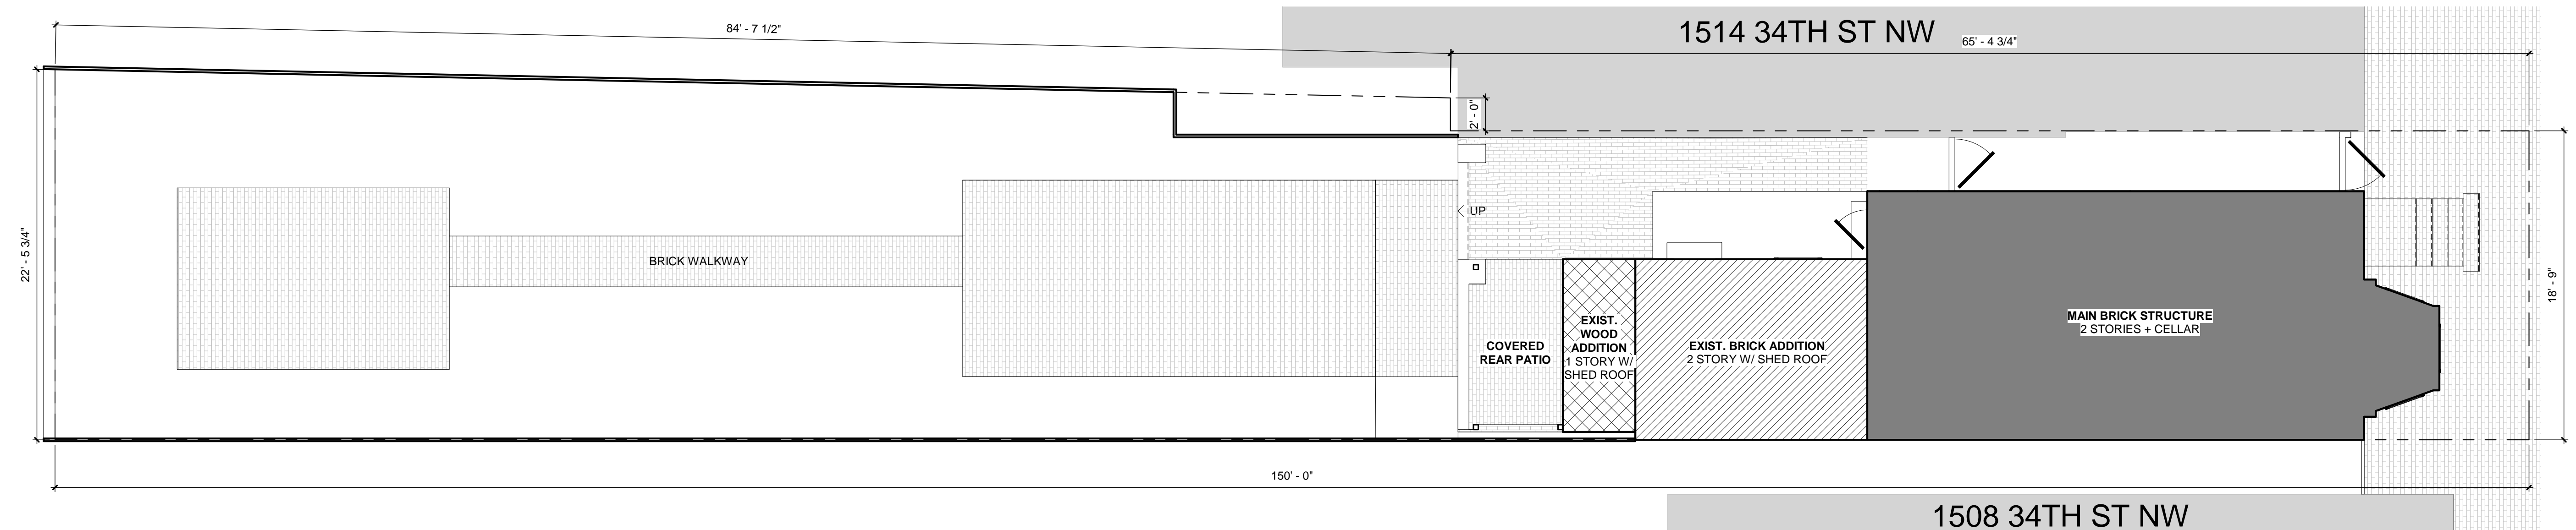 1514 34TH ST NW
84' - 7 1/2"
65' - 4 3/4"
2' - 0"
UP
22' - 5 3/4"
BRICK WALKWAY
18' - 9"
MAIN BRICK STRUCTURE
2 STORIES + CELLAR
EXIST.
WOOD
ADDITION
1 STORY W/
SHED ROOF
COVERED
REAR PATIO
EXIST. BRICK ADDITION
2 STORY W/ SHED ROOF
150' - 0"
1508 34TH ST NW